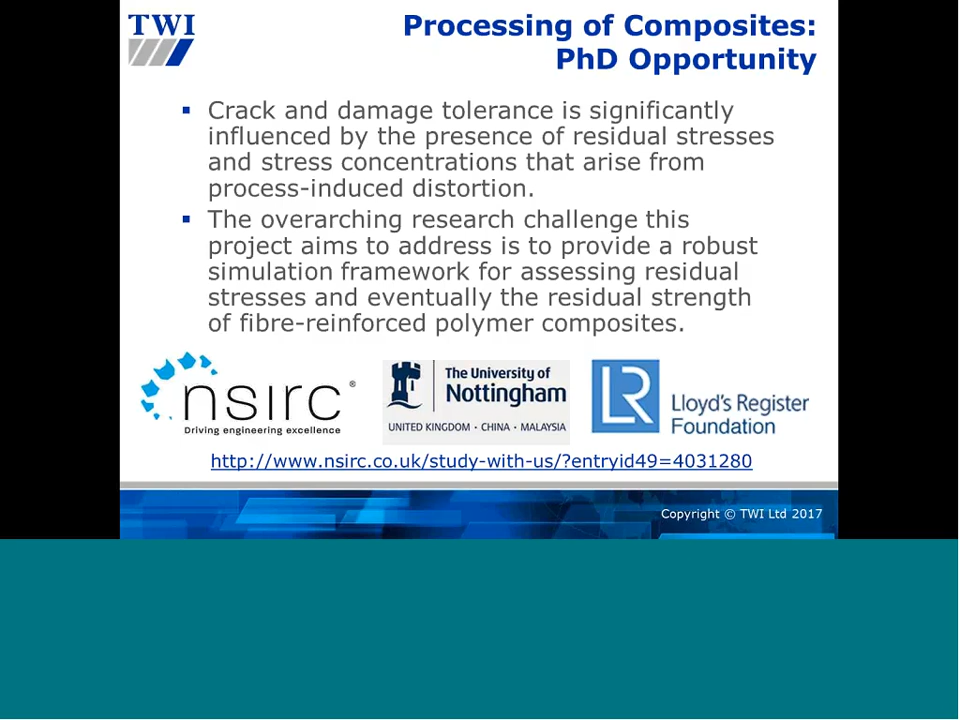 TWI
Processing of Composites:
PhD Opportunity
▪ Crack and damage tolerance is significantly
influenced by the presence of residual stresses
and stress concentrations that arise from
process-induced distortion.
▪ The overarching research challenge this
project aims to address is to provide a robust
simulation framework for assessing residual
stresses and eventually the residual strength
of fibre-reinforced polymer composites.
nsirc®
Driving engineering excellence
The University of
Nottingham
UNITED KINGDOM · CHINA · MALAYSIA
LR
Lloyd's Register
Foundation
http://www.nsirc.co.uk/study-with-us/?entryid49=4031280
Copyright © TWI Ltd 2017